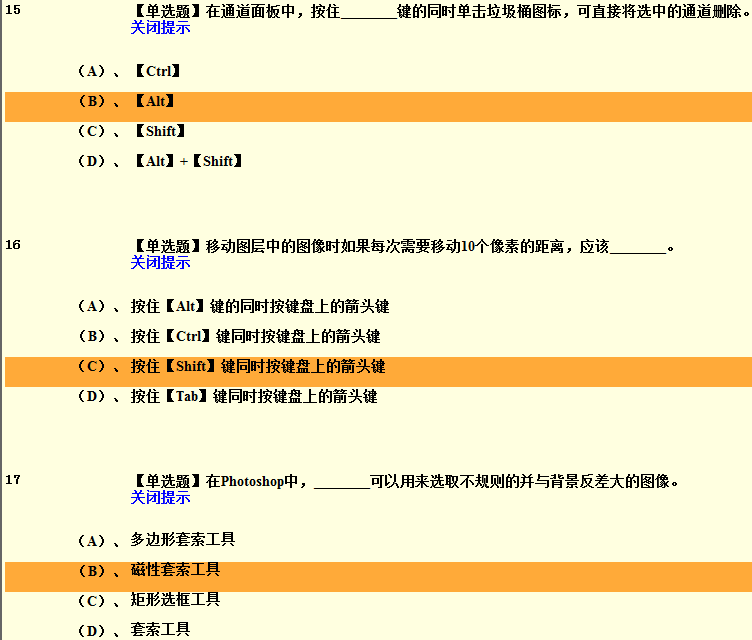 15 【单选题】在通道面板中，按住_______键的同时单击垃圾桶图标，可直接将选中的通道删除。
关闭提示
（A）、【Ctrl】
（B）、【Alt】
（C）、【Shift】
（D）、【Alt】+【Shift】
16 【单选题】移动图层中的图像时如果每次需要移动10个像素的距离，应该_______。
关闭提示
（A）、按住【Alt】键的同时按键盘上的箭头键
（B）、按住【Ctrl】键同时按键盘上的箭头键
（C）、按住【Shift】键同时按键盘上的箭头键
（D）、按住【Tab】键同时按键盘上的箭头键
17 【单选题】在Photoshop中，_______可以用来选取不规则的并与背景反差大的图像。
关闭提示
（A）、多边形套索工具
（B）、磁性套索工具
（C）、矩形选框工具
（D）、套索工具